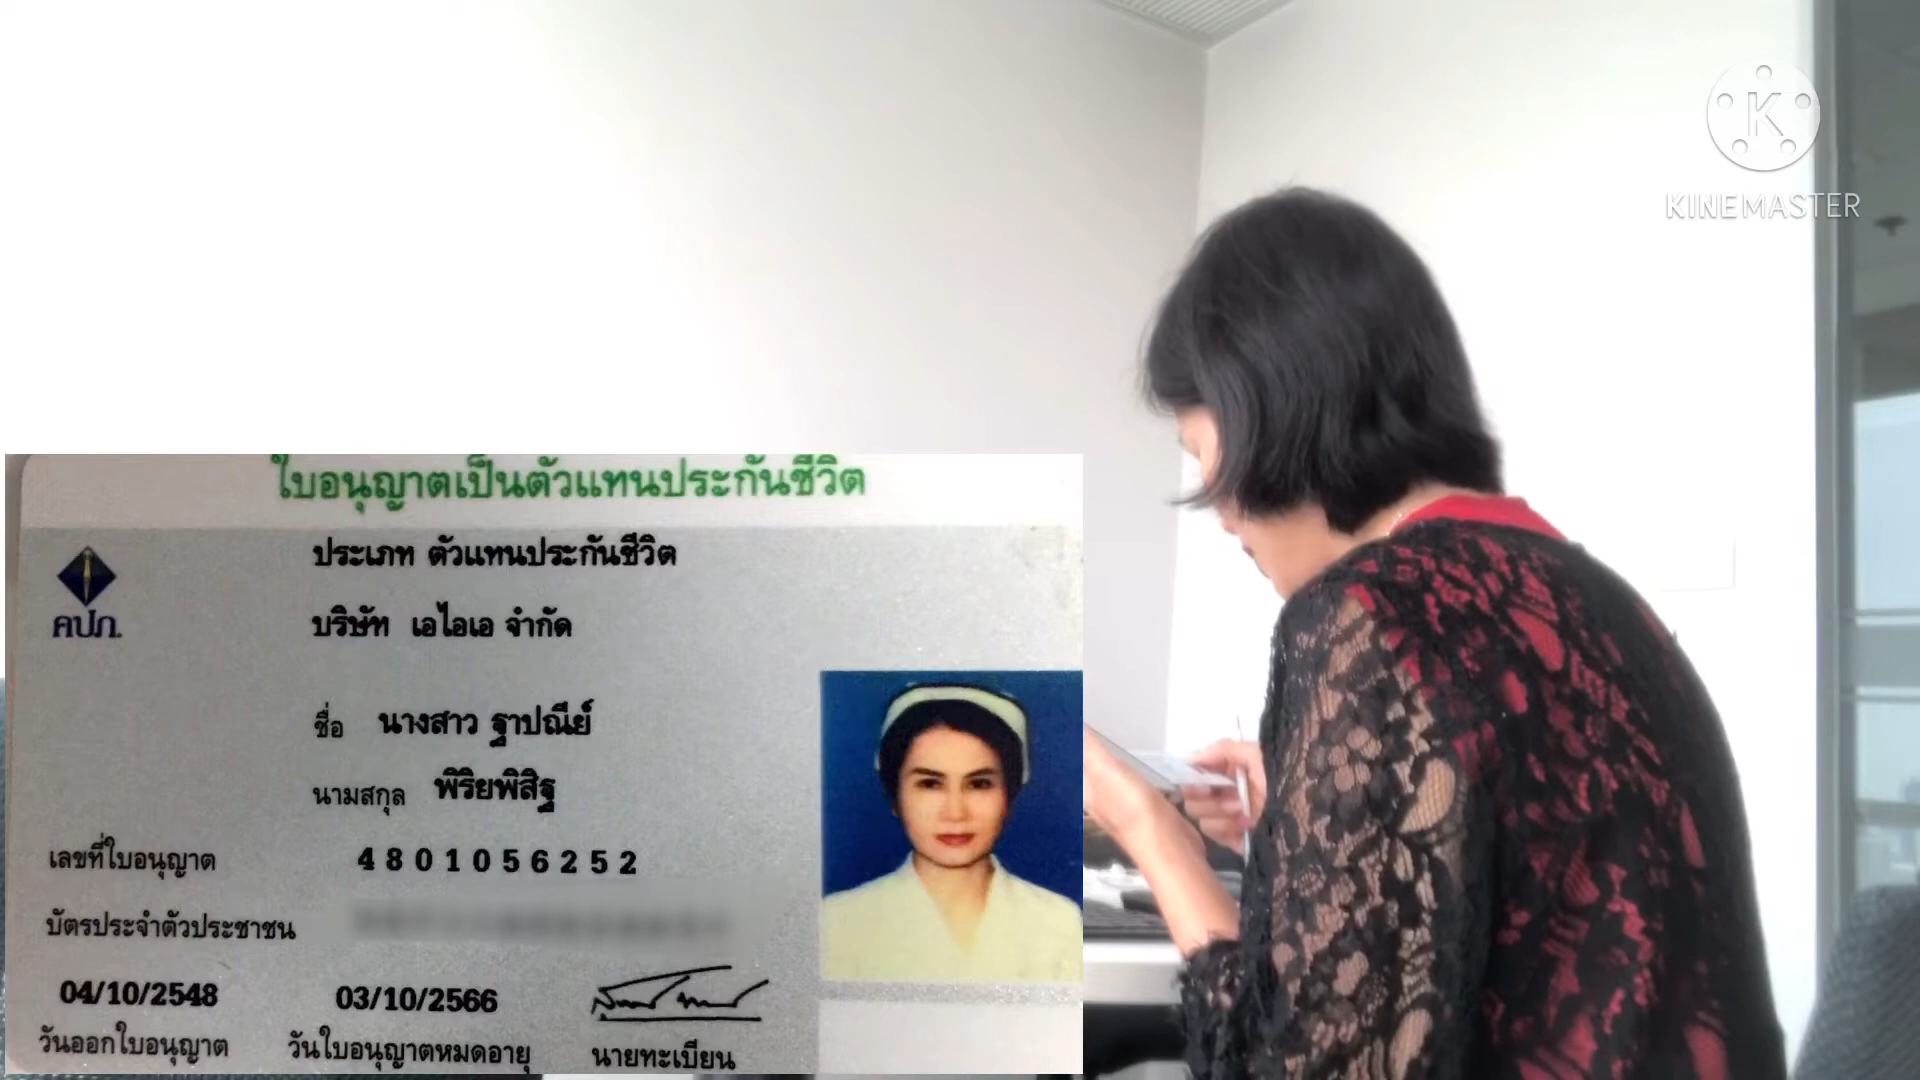 KINEMASTER
ใบอนุญาตเป็นตัวแทนประกันชีวิต
ประเภท ตัวแทนประกันชีวิต
คปภ.
บริษัท เอไอเอ จำกัด
ชื่อ นางสาว ฐาปณีย์
นามสกุล พิริยพิสิฐ
เลขที่ใบอนุญาต 4801056252
บัตรประจำตัวประชาชน
04/10/2548 03/10/2566
วันออกใบอนุญาต วันใบอนุญาตหมดอายุ นายทะเบียน